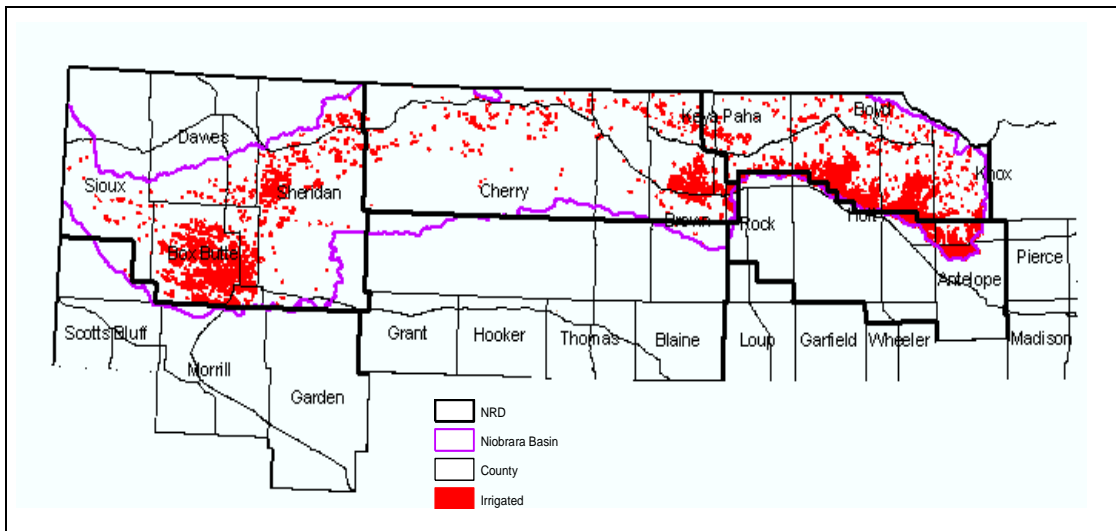 Dawes
Keya Paha
Boyd
Sioux
Sheridan
Cherry
Knox
Brown
Rock
Holt
Box Butte
Pierce
Antelope
Scotts Bluff
Morrill
Garden
Grant
Hooker
Thomas
Blaine
Loup
Garfield
Wheeler
Madison
NRD
Niobrara Basin
County
Irrigated